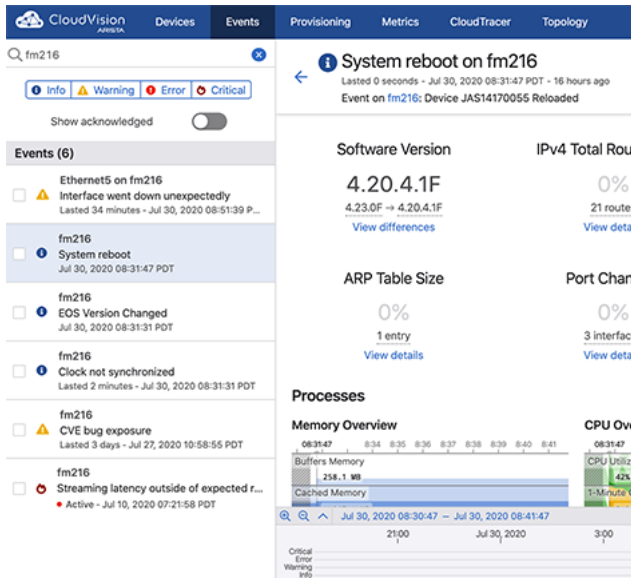 CloudVision
ARISTA
Devices
Events
Provisioning
Metrics
CloudTracer
Topology
fm216
Info
Warning
Error
Critical
Show acknowledged
Events (6)
Ethernet5 on fm216
Interface went down unexpectedly
Lasted 34 minutes - Jul 30, 2020 08:51:39 P...
fm216
System reboot
Jul 30, 2020 08:31:47 PDT
fm216
EOS Version Changed
Jul 30, 2020 08:31:31 PDT
fm216
Clock not synchronized
Lasted 2 minutes - Jul 30, 2020 08:31:31 PDT
fm216
CVE bug exposure
Lasted 3 days - Jul 27, 2020 10:58:55 PDT
fm216
Streaming latency outside of expected r...
Active - Jul 10, 2020 07:21:58 PDT
System reboot on fm216
Lasted 0 seconds - Jul 30, 2020 08:31:47 PDT - 16 hours ago
Event on fm216: Device JAS14170055 Reloaded
Software Version
4.20.4.1F
4.23.0F → 4.20.4.1F
View differences
IPv4 Total Rou
0%
21 route
View deta
ARP Table Size
0%
1 entry
View details
Port Chan
0%
3 interfac
View deta
Processes
Memory Overview
08:31:47 8:34 8:35 8:36 8:37 8:38 8:39 8:40 8:41
Buffers Memory
258.1 MB
Cached Memory
CPU Ov
08:31:47
CPU Utiliz
42%
1-Minute
Jul 30, 2020 08:30:47 – Jul 30, 2020 08:41:47
21:00 Jul 30, 2020 3:00
Critical
Error
Warning
Info